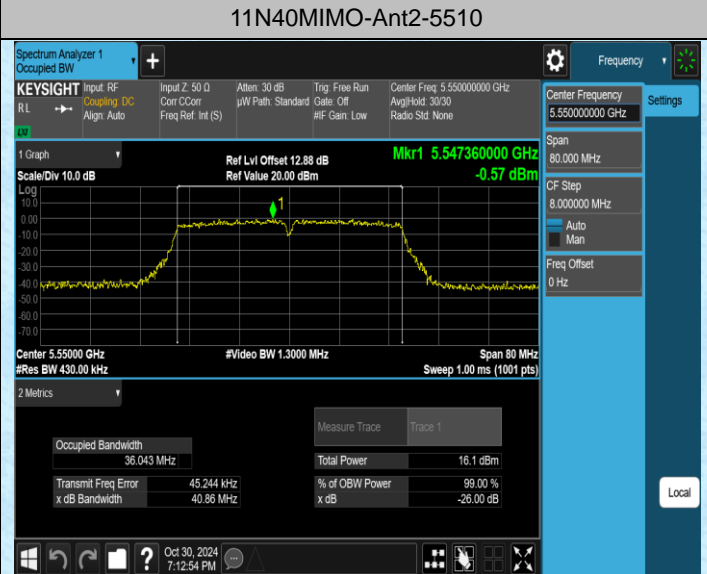 11N40MIMO-Ant2-5510
Spectrum Analyzer 1
Occupied BW
Frequency
KEYSIGHT
RL
LXI
Input: RF
Coupling: DC
Align: Auto
Input Z: 50 Ω
Corr CCorr
Freq Ref: Int (S)
Atten: 30 dB
µW Path: Standard
Trig: Free Run
Gate: Off
#IF Gain: Low
Center Freq: 5.550000000 GHz
Avg|Hold: 30/30
Radio Std: None
Center Frequency
5.550000000 GHz
Settings
Span
80.000 MHz
CF Step
8.000000 MHz
Auto
Man
Freq Offset
0 Hz
1 Graph
Scale/Div 10.0 dB
Ref Lvl Offset 12.88 dB
Ref Value 20.00 dBm
Mkr1 5.547360000 GHz
-0.57 dBm
Log
10.0
0.00
-10.0
-20.0
-30.0
-40.0
-50.0
-60.0
-70.0
1
Center 5.55000 GHz
#Res BW 430.00 kHz
#Video BW 1.3000 MHz
Span 80 MHz
Sweep 1.00 ms (1001 pts)
2 Metrics
Measure Trace Trace 1
Occupied Bandwidth
36.043 MHz
Total Power 16.1 dBm
Transmit Freq Error 45.244 kHz
% of OBW Power 99.00 %
x dB Bandwidth 40.86 MHz
x dB -26.00 dB
Local
Oct 30, 2024
7:12:54 PM